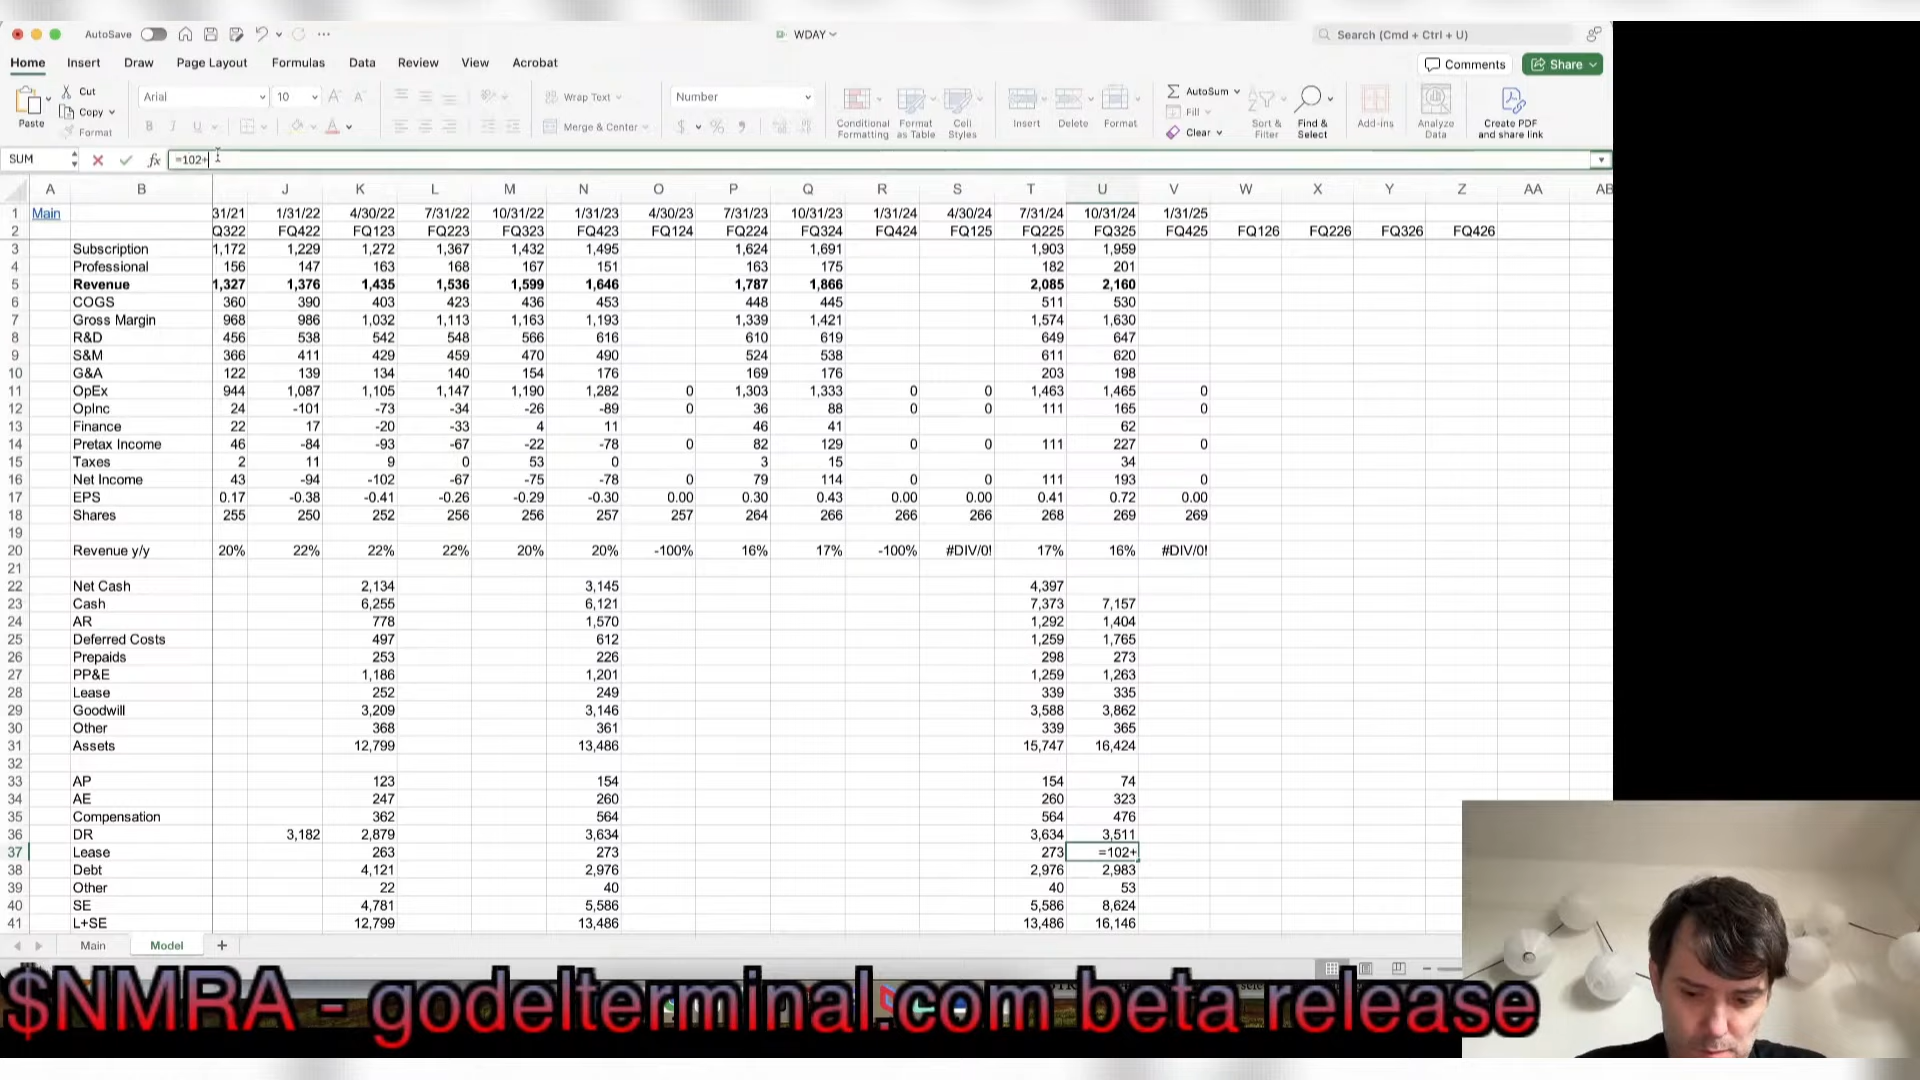 AutoSave
WDAY
Search (Cmd + Ctrl + U)
Home Insert Draw Page Layout Formulas Data Review View Acrobat
Comments Share
Paste Cut Copy Format
Arial 10
B I U A
Wrap Text
Merge & Center
Number
$ % 9
Conditional Formatting
Format as Table
Cell Styles
Insert Delete Format
AutoSum
Fill
Clear
Sort & Filter
Find & Select
Add-ins
Analyze Data
Create PDF and share link
SUM fx =102+
A B J K L M N O P Q R S T U V W X Y Z AA AB
1 Main 31/21 1/31/22 4/30/22 7/31/22 10/31/22 1/31/23 4/30/23 7/31/23 10/31/23 1/31/24 4/30/24 7/31/24 10/31/24 1/31/25
2 Q322 FQ422 FQ123 FQ223 FQ323 FQ423 FQ124 FQ224 FQ324 FQ424 FQ125 FQ225 FQ325 FQ425 FQ126 FQ226 FQ326 FQ426
3 Subscription 1,172 1,229 1,272 1,367 1,432 1,495 1,624 1,691 1,903 1,959
4 Professional 156 147 163 168 167 151 163 175 182 201
5 Revenue 1,327 1,376 1,435 1,536 1,599 1,646 1,787 1,866 2,085 2,160
6 COGS 360 390 403 423 436 453 448 445 511 530
7 Gross Margin 968 986 1,032 1,113 1,163 1,193 1,339 1,421 1,574 1,630
8 R&D 456 538 542 548 566 616 610 619 649 647
9 S&M 366 411 429 459 470 490 524 538 611 620
10 G&A 122 139 134 140 154 176 169 176 203 198
11 OpEx 944 1,087 1,105 1,147 1,190 1,282 0 1,303 1,333 0 0 1,463 1,465 0
12 OpInc 24 -101 -73 -34 -26 -89 0 36 88 0 0 111 165 0
13 Finance 22 17 -20 -33 4 11 46 41 62
14 Pretax Income 46 -84 -93 -67 -22 -78 0 82 129 0 0 111 227 0
15 Taxes 2 11 9 0 53 0 3 15 34
16 Net Income 43 -94 -102 -67 -75 -78 0 79 114 0 0 111 193 0
17 EPS 0.17 -0.38 -0.41 -0.26 -0.29 -0.30 0.00 0.30 0.43 0.00 0.00 0.41 0.72 0.00
18 Shares 255 250 252 256 256 257 257 264 266 266 266 268 269 269
19
20 Revenue y/y 20% 22% 22% 22% 20% 20% -100% 16% 17% -100% #DIV/0! 17% 16% #DIV/0!
21
22 Net Cash 2,134 3,145 4,397
23 Cash 6,255 6,121 7,373 7,157
24 AR 778 1,570 1,292 1,404
25 Deferred Costs 497 612 1,259 1,765
26 Prepaids 253 226 298 273
27 PP&E 1,186 1,201 1,259 1,263
28 Lease 252 249 339 335
29 Goodwill 3,209 3,146 3,588 3,862
30 Other 368 361 339 365
31 Assets 12,799 13,486 15,747 16,424
32
33 AP 123 154 154 74
34 AE 247 260 260 323
35 Compensation 362 564 564 476
36 DR 3,182 2,879 3,634 3,634 3,511
37 Lease 263 273 273 =102+
38 Debt 4,121 2,976 2,976 2,983
39 Other 22 40 40 53
40 SE 4,781 5,586 5,586 8,624
41 L+SE 12,799 13,486 13,486 16,146
Main Model +
$NMRA - godelterminal.com beta release